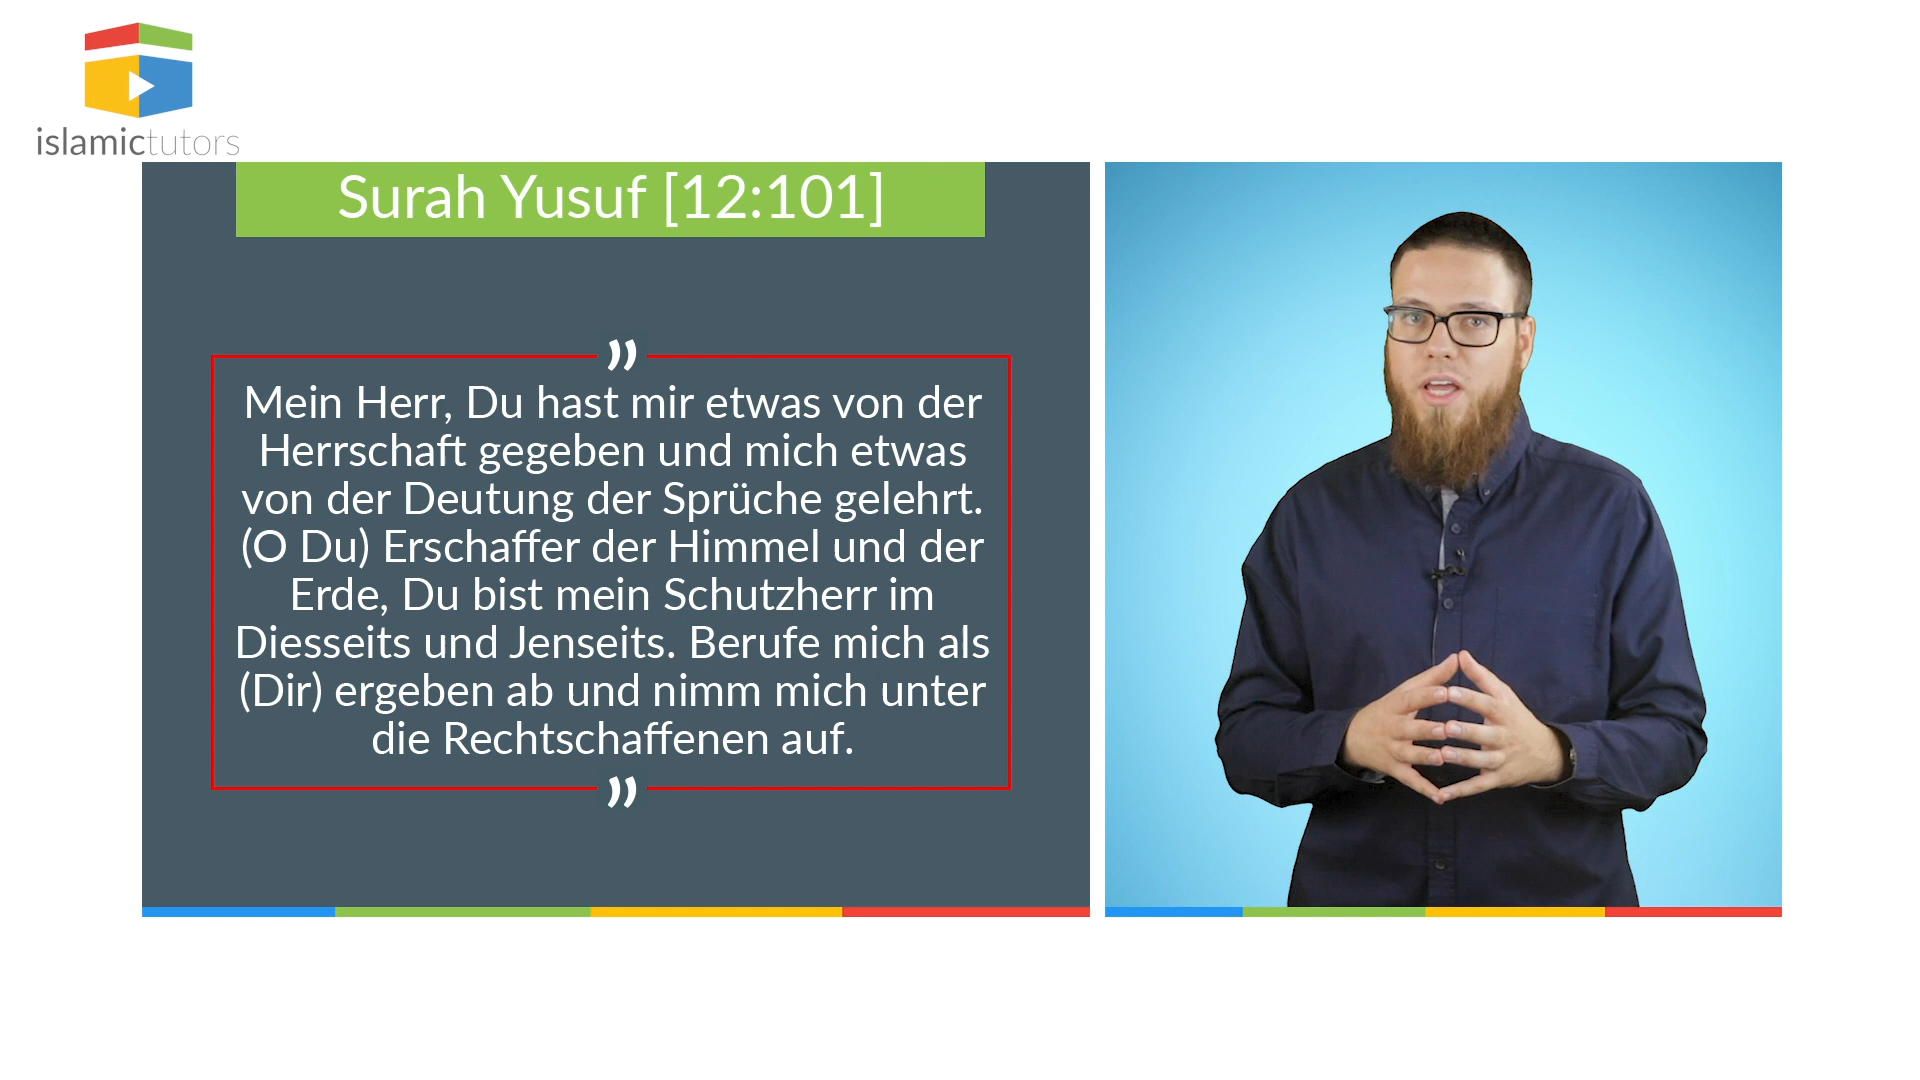 islamictutors
Surah Yusuf [12:101]
”
Mein Herr, Du hast mir etwas von der
Herrschaft gegeben und mich etwas
von der Deutung der Sprüche gelehrt.
(O Du) Erschaffer der Himmel und der
Erde, Du bist mein Schutzherr im
Diesseits und Jenseits. Berufe mich als
(Dir) ergeben ab und nimm mich unter
die Rechtschaffenen auf.
”